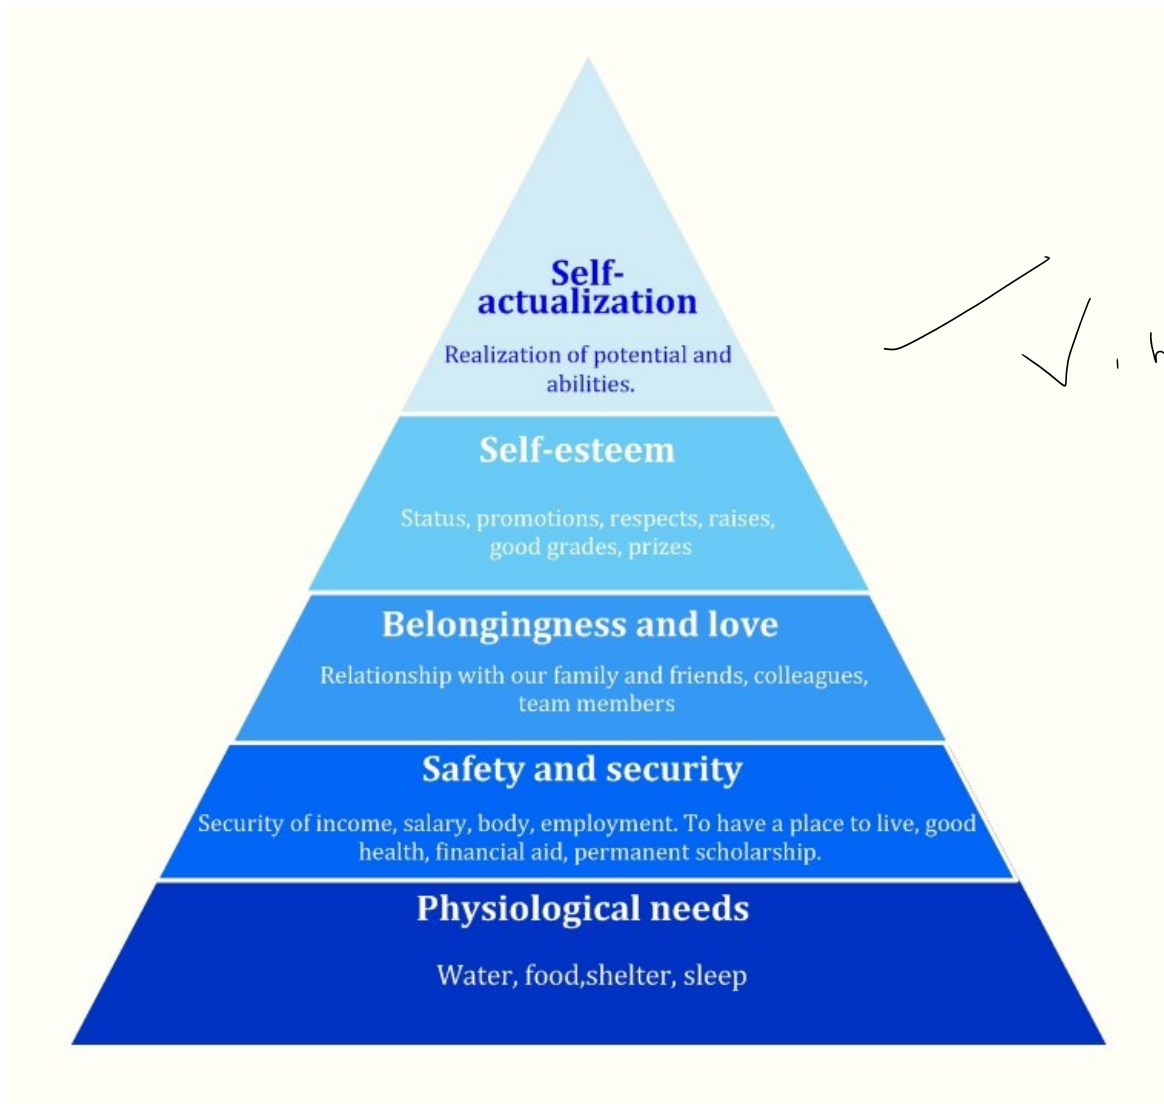 Self-
actualization
Realization of potential and
abilities.
Self-esteem
Status, promotions, respects, raises,
good grades, prizes
Belongingness and love
Relationship with our family and friends, colleagues,
team members
Safety and security
Security of income, salary, body, employment. To have a place to live, good
health, financial aid, permanent scholarship.
Physiological needs
Water, food,shelter, sleep